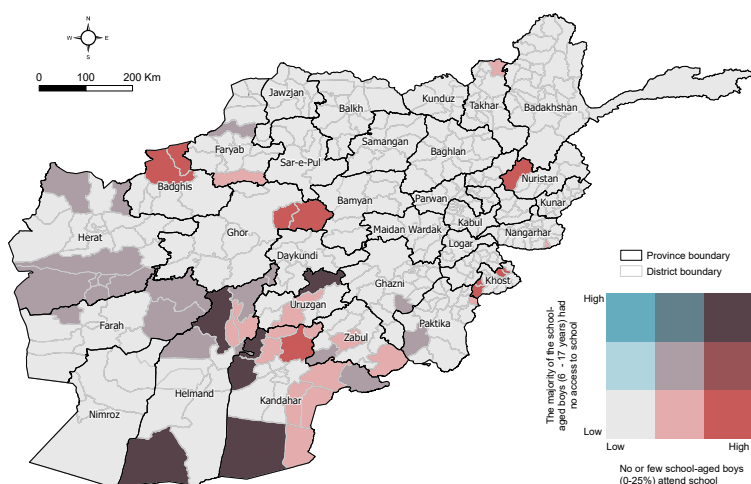 N
W E
S
0 100 200 Km
Jawzjan
Balkh
Kunduz
Takhar
Badakhshan
Faryab
Samangan
Baghlan
Sar-e-Pul
Badghis
Nuristan
Bamyan
Parwan
Kunar
Herat
Ghor
Kabul
Maidan Wardak
Nangarhar
Logar
Daykundi
Khost
Ghazni
Uruzgan
Paktika
Farah
Zabul
Helmand
Kandahar
Nimroz
Province boundary
District boundary
The majority of the school-
aged boys (6 - 17 years) had
no access to school
High
Low
Low High
No or few school-aged boys
(0-25%) attend school